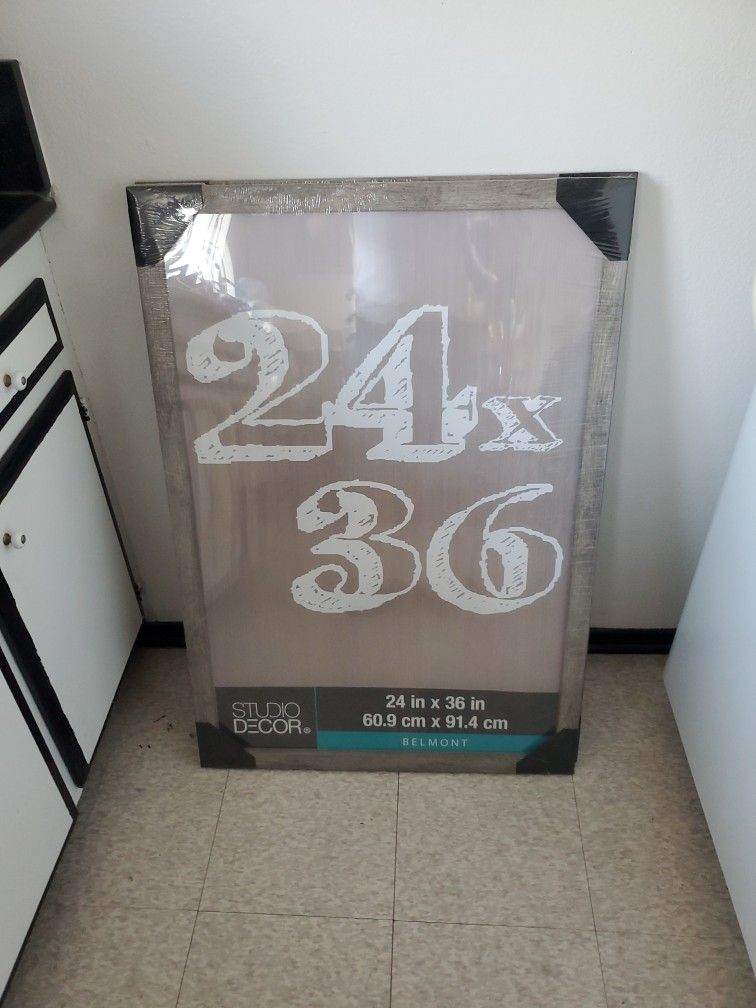 24x
36
STUDIO
DECOR®
24 in x 36 in
60.9 cm x 91.4 cm
BELMONT